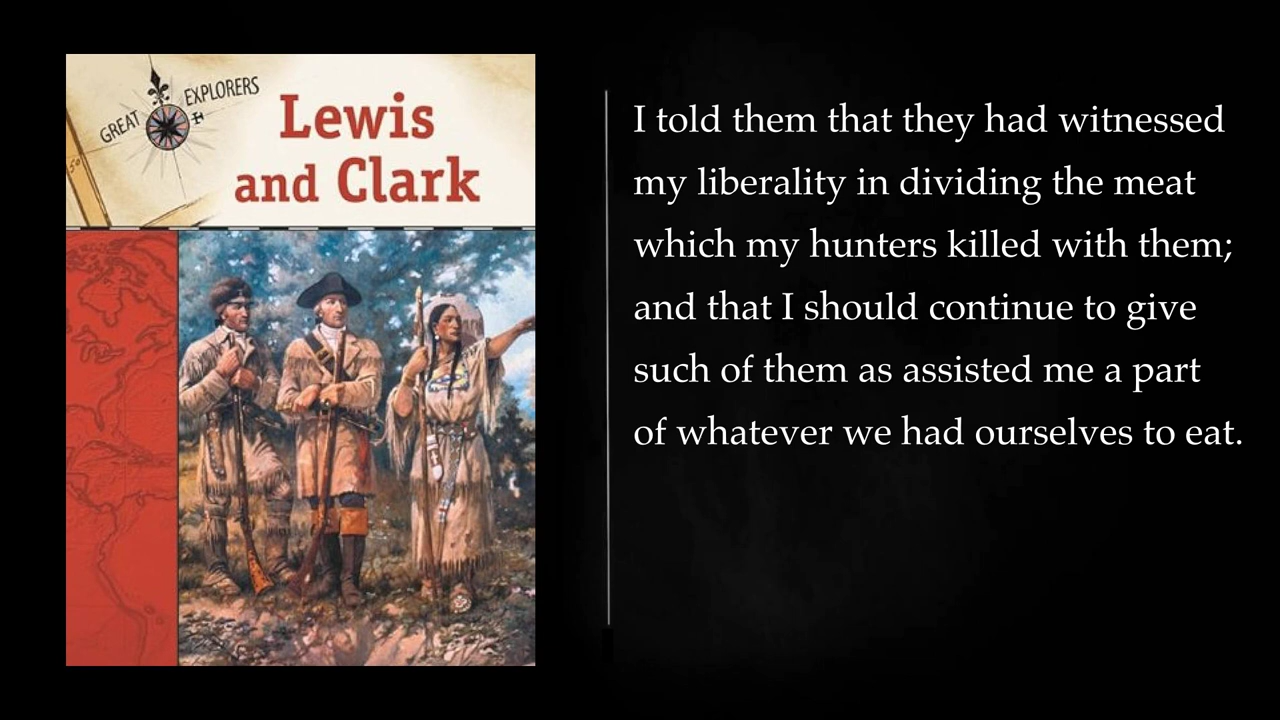 GREAT EXPLORERS
Lewis
and Clark
I told them that they had witnessed
my liberality in dividing the meat
which my hunters killed with them;
and that I should continue to give
such of them as assisted me a part
of whatever we had ourselves to eat.